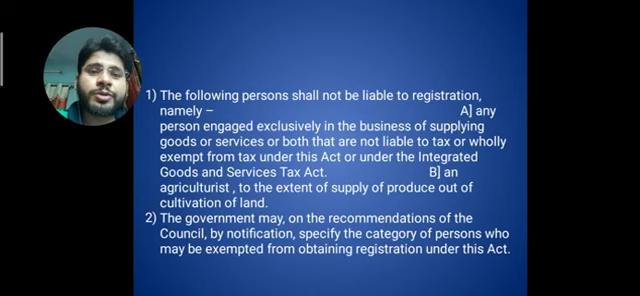 1) The following persons shall not be liable to registration,
namely – A] any
person engaged exclusively in the business of supplying
goods or services or both that are not liable to tax or wholly
exempt from tax under this Act or under the Integrated
Goods and Services Tax Act. B] an
agriculturist , to the extent of supply of produce out of
cultivation of land.
2) The government may, on the recommendations of the
Council, by notification, specify the category of persons who
may be exempted from obtaining registration under this Act.